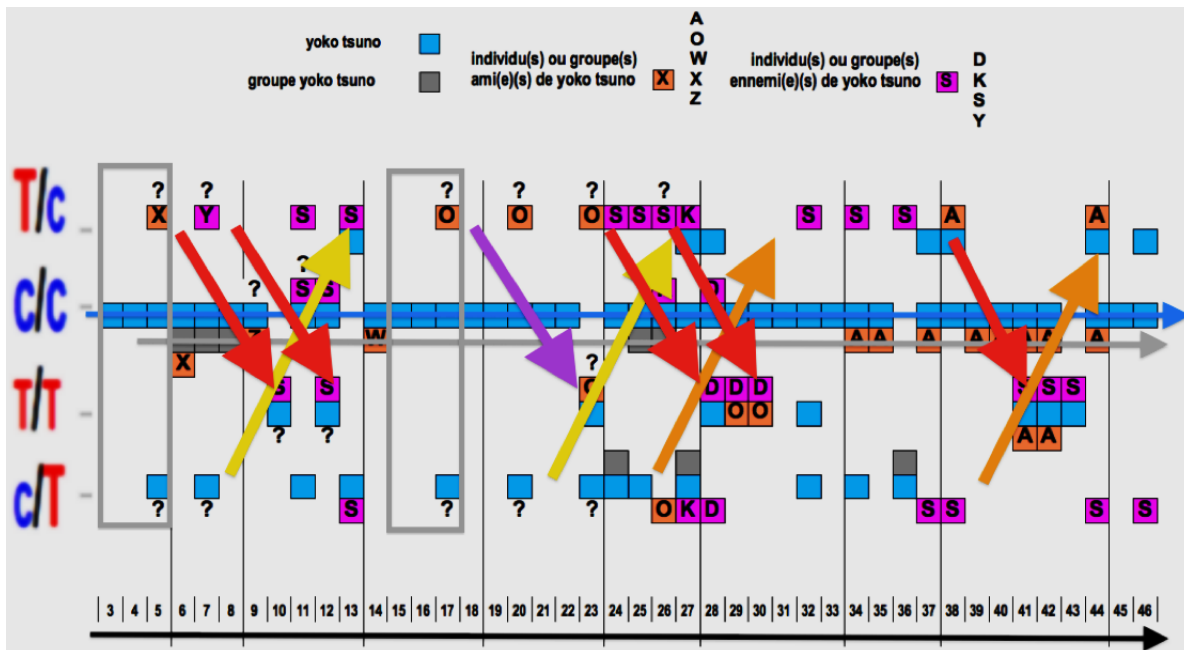 A
O
W
X
Z
D
K
S
Y
yoko tsuno
individu(s) ou groupe(s)
individu(s) ou groupe(s)
groupe yoko tsuno
ami(e)(s) de yoko tsuno X
ennemi(e)(s) de yoko tsuno S
? ? ? ? ? ?
T/c X Y S S O O O S S S K S S S A A
? ?
S S D
C/C
Z W A A A A A A A
X ?
S S O D D D S S S
T/T O O
? ? A A
c/T
? ? S ? ? ? O K D S S S S
3 4 5 6 7 8 9 10 11 12 13 14 15 16 17 18 19 20 21 22 23 24 25 26 27 28 29 30 31 32 33 34 35 36 37 38 40 41 42 43 44 45 46